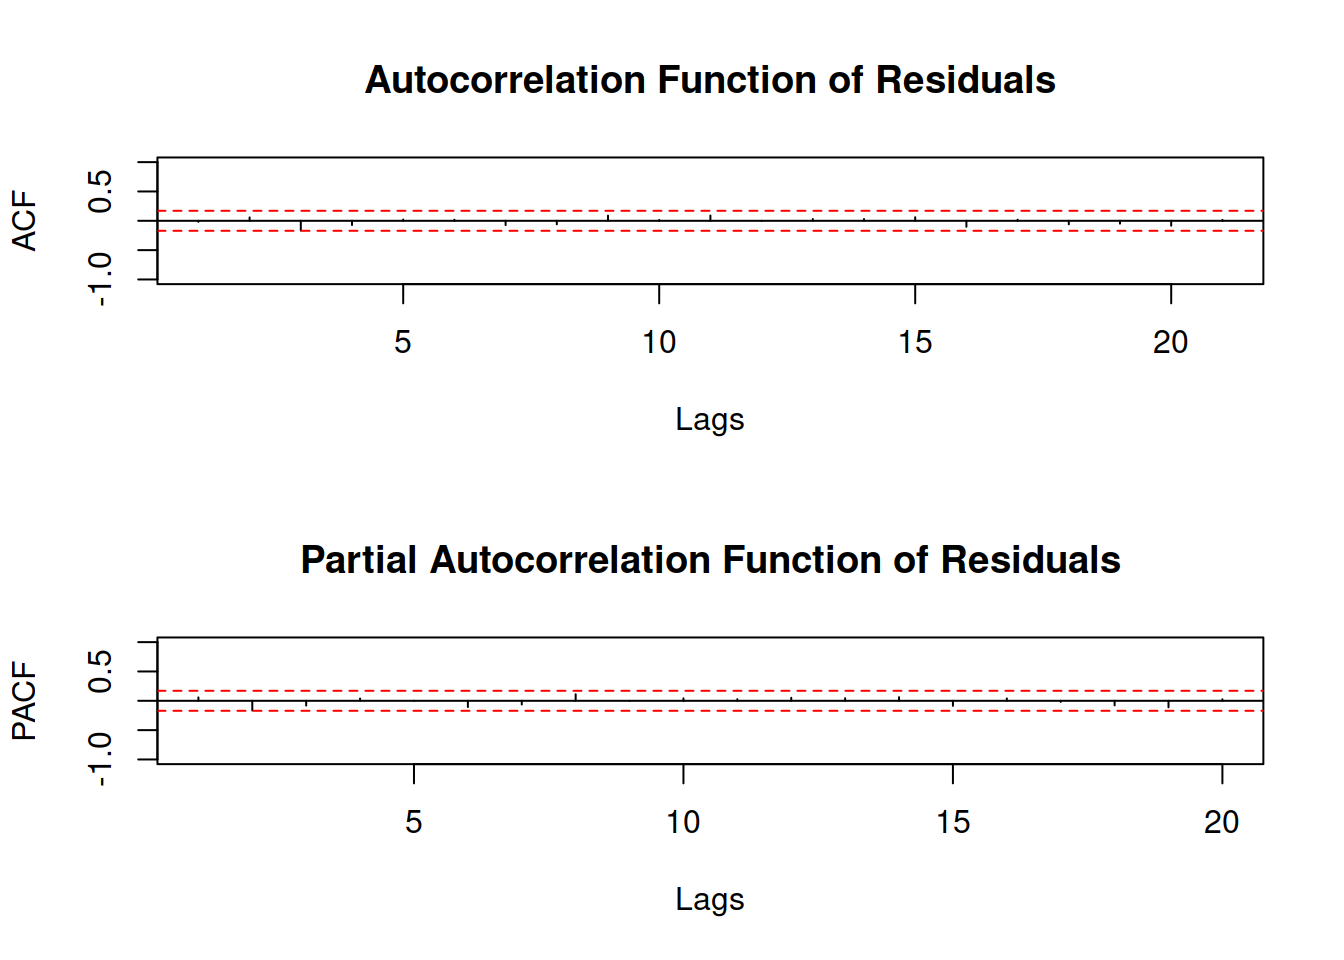 Autocorrelation Function of Residuals
ACF
0.5
-1.0
5 10 15 20
Lags
Partial Autocorrelation Function of Residuals
PACF
0.5
-1.0
5 10 15 20
Lags